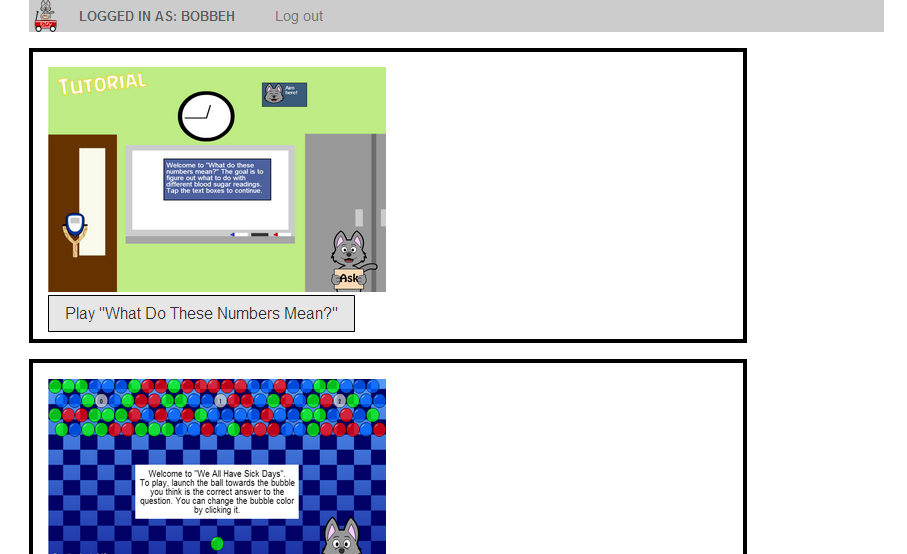 LOGGED IN AS: BOBBEH Log out
TUTORIAL
Aim
here!
Welcome to "What do these
numbers mean?" The goal is to
figure out what to do with
different blood sugar readings.
Tap the text boxes to continue.
Ask
Play "What Do These Numbers Mean?"
0 1 2
Welcome to "We All Have Sick Days".
To play, launch the ball towards the bubble
you think is the correct answer to the
question. You can change the bubble color
by clicking it.